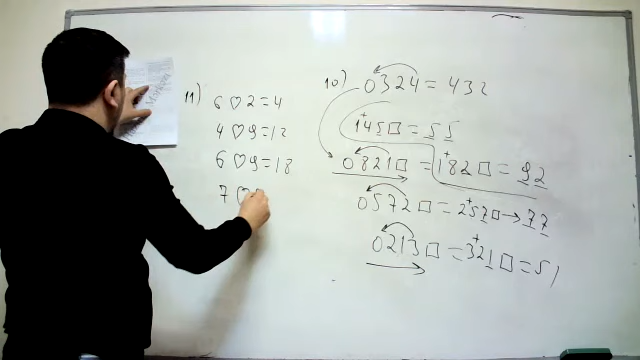 11) 6 ♡ 2 = 4
4 ♡ 9 = 12
6 ♡ 9 = 18
7 ♡
10) 0324 = 432
145□ = 55
0821□ = 182□ = 92
0572□ = 257□ → 77
0213□ = 321□ = 51